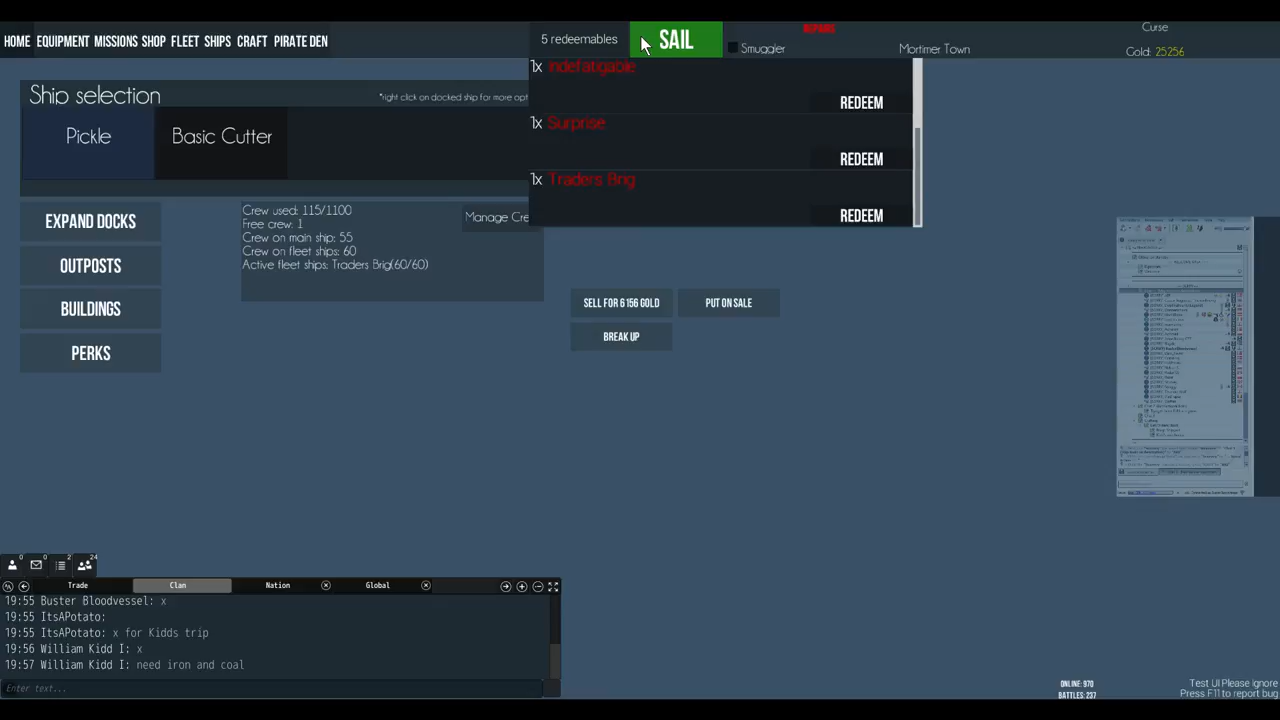 HOME EQUIPMENT MISSIONS SHOP FLEET SHIPS CRAFT PIRATE DEN
5 redeemables
SAIL
Smuggler
Mortimer Town
Curse
Gold: 25256
Ship selection
*right click on docked ship for more opt
Pickle
Basic Cutter
1x Indefatigable
REDEEM
1x Surprise
REDEEM
1x Traders Brig
REDEEM
EXPAND DOCKS
OUTPOSTS
BUILDINGS
PERKS
Crew used: 115/1100
Free crew: 1
Crew on main ship: 55
Crew on fleet ships: 60
Active fleet ships: Traders Brig(60/60)
Manage Cre
SELL FOR 6 156 GOLD
PUT ON SALE
BREAK UP
0 0 2 24
Trade Clan Nation Global
19:55 Buster Bloodvessel: x
19:55 ItsAPotato:
19:55 ItsAPotato: x for Kidds trip
19:56 William Kidd I: x
19:57 William Kidd I: need iron and coal
Enter text...
ONLINE: 970
BATTLES: 237
Test UI Please ignore
Press F11 to report bug